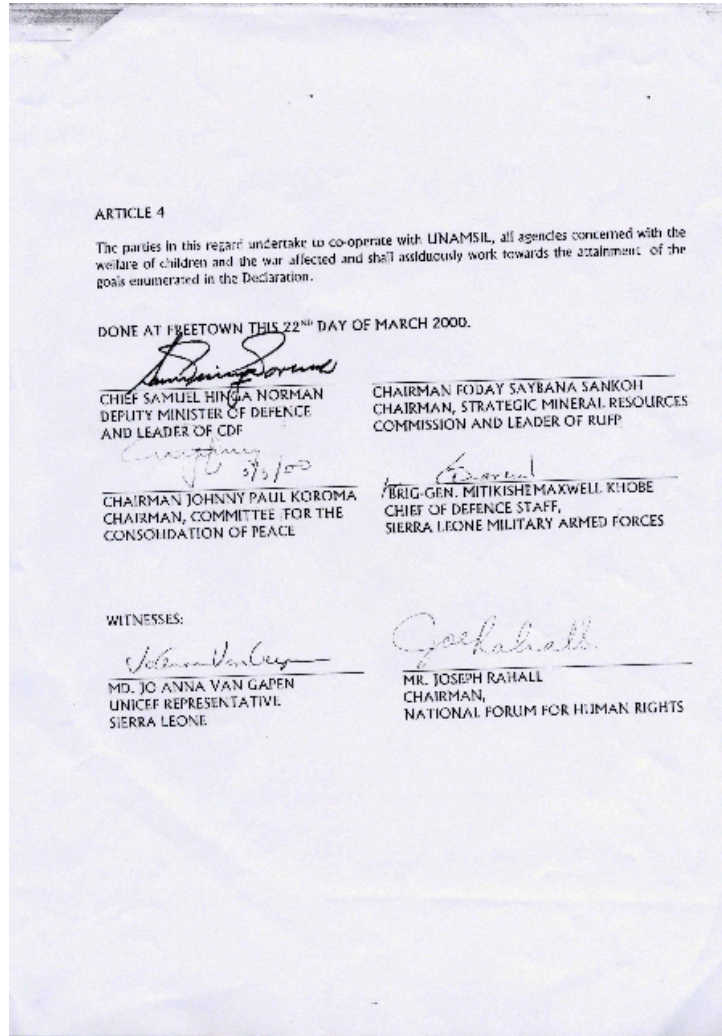 ARTICLE 4
The parties in this regard undertake to co-operate with UNAMSIL, all agencies concerned with the
welfare of children and the war affected and shall assiduously work towards the attainment of the
goals enumerated in the Declaration.
DONE AT FREETOWN THIS 22ND DAY OF MARCH 2000.
CHIEF SAMUEL HINGA NORMAN
DEPUTY MINISTER OF DEFENCE
AND LEADER OF CDF
CHAIRMAN FODAY SAYBANA SANKOH
CHAIRMAN, STRATEGIC MINERAL RESOURCES
COMMISSION AND LEADER OF RUFP
CHAIRMAN JOHNNY PAUL KOROMA
CHAIRMAN, COMMITTEE FOR THE
CONSOLIDATION OF PEACE
BRIG-GEN. MITIKISHE MAXWELL KHOBE
CHIEF OF DEFENCE STAFF,
SIERRA LEONE MILITARY ARMED FORCES
WITNESSES:
MD. JO ANNA VAN GAPEN
UNICEF REPRESENTATIVE
SIERRA LEONE
MR. JOSEPH RAHALL
CHAIRMAN,
NATIONAL FORUM FOR HUMAN RIGHTS